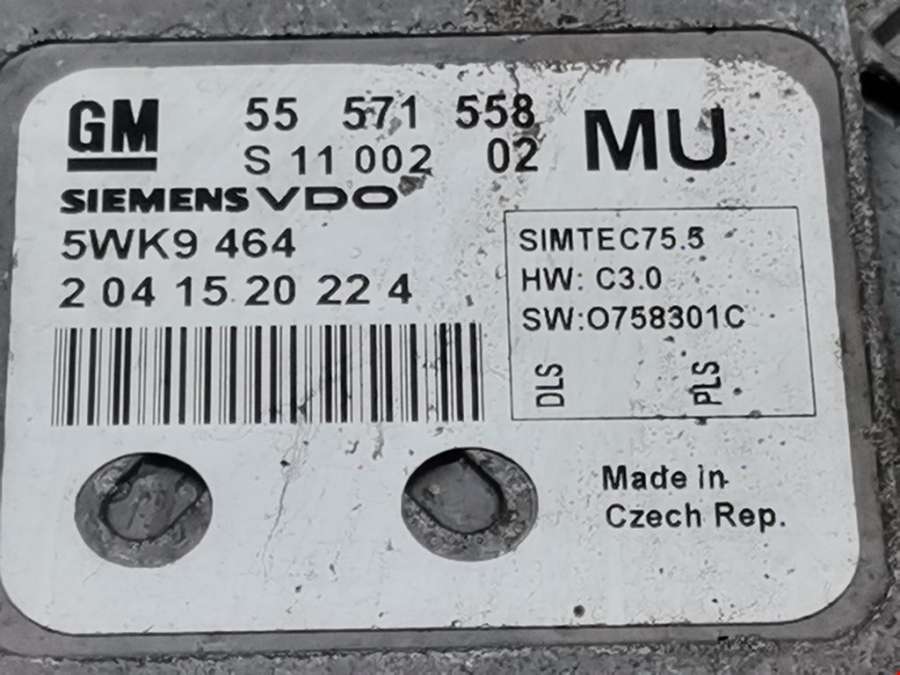 GM 55 571 558 MU
S 11 002 02
SIEMENS VDO
5WK9 464
2 04 15 20 22 4
SIMTEC75.5
HW: C3.0
SW:O758301C
DLS PLS
Made in
Czech Rep.